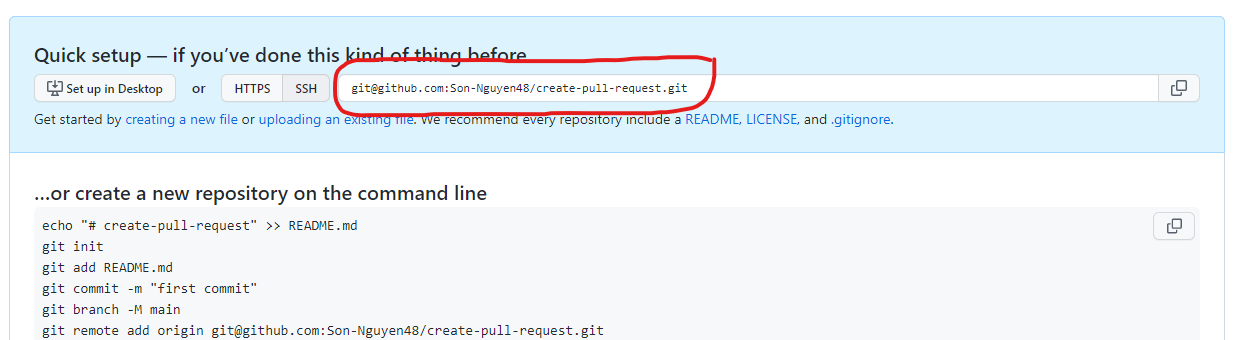 Quick setup — if you've done this kind of thing before
Set up in Desktop or HTTPS SSH git@github.com:Son-Nguyen48/create-pull-request.git
Get started by creating a new file or uploading an existing file. We recommend every repository include a README, LICENSE, and .gitignore.
...or create a new repository on the command line
echo "# create-pull-request" >> README.md
git init
git add README.md
git commit -m "first commit"
git branch -M main
git remote add origin git@github.com:Son-Nguyen48/create-pull-request.git